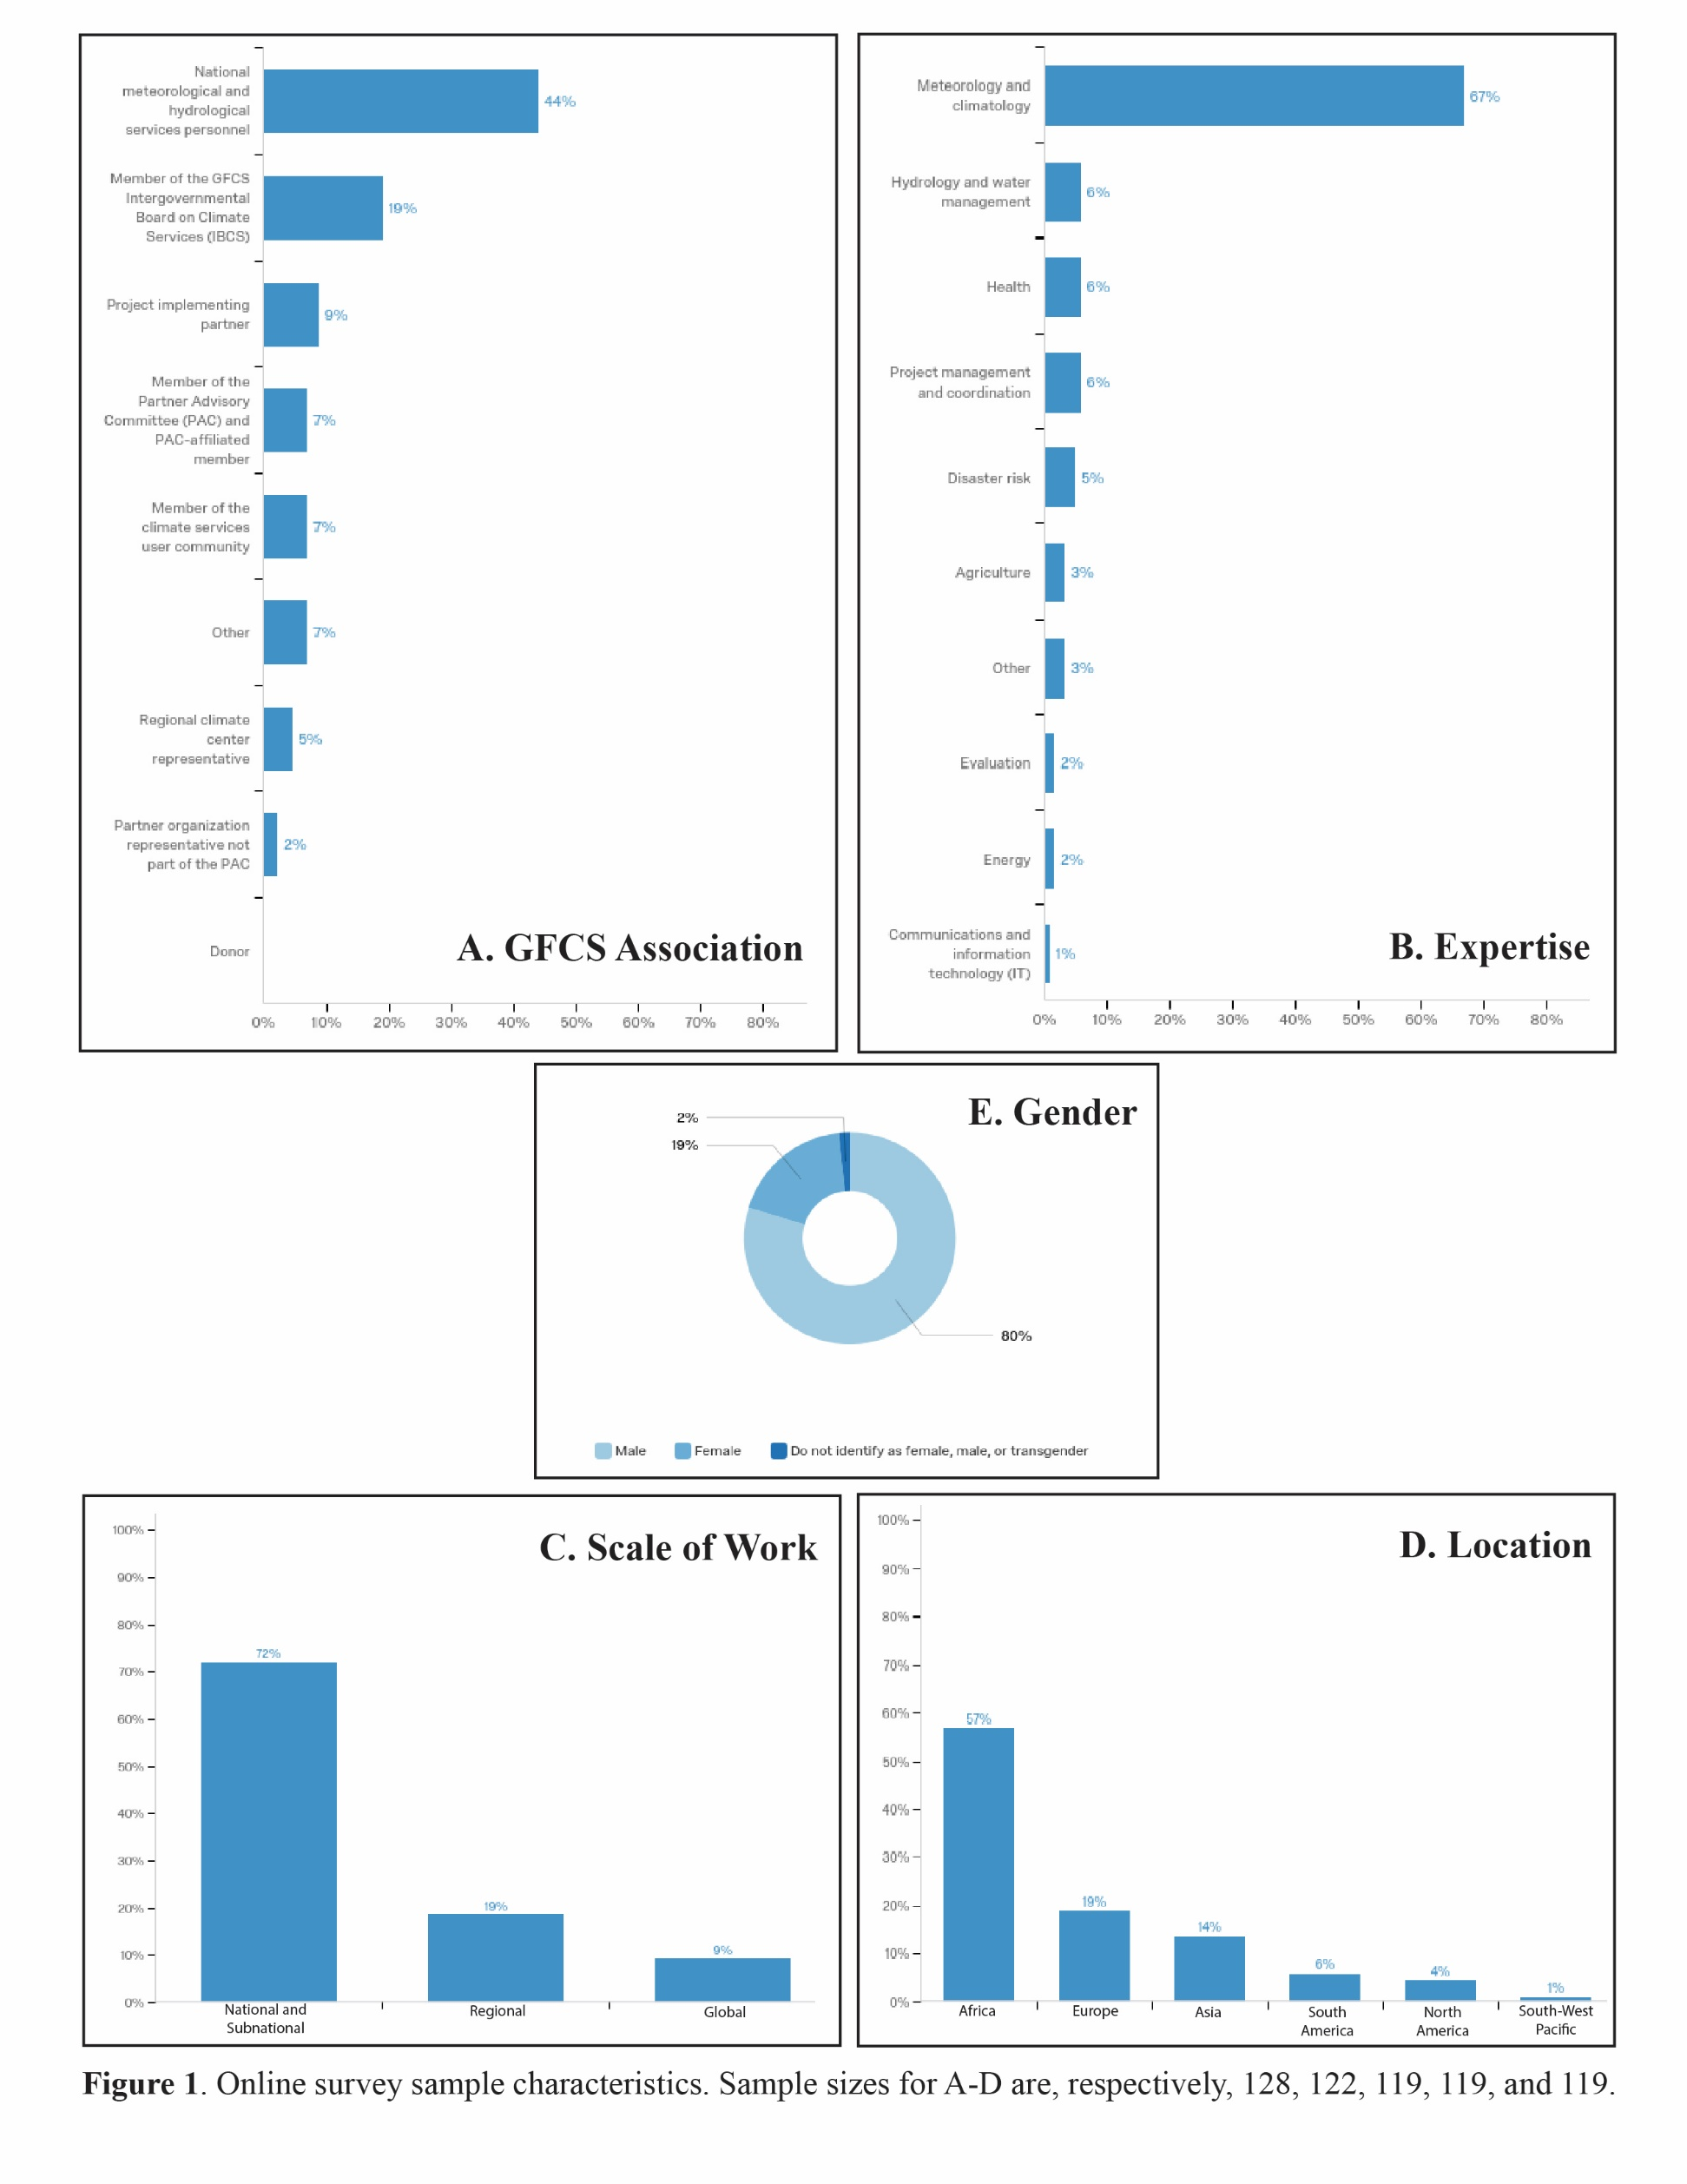 National
meteorological and
hydrological
services personnel
44%
Member of the GFCS
Intergovernmental
Board on Climate
Services (IBCS)
19%
Project implementing
partner
9%
Member of the
Partner Advisory
Committee (PAC) and
PAC-affiliated
member
7%
Member of the
climate services
user community
7%
Other
7%
Regional climate
center
representative
5%
Partner organization
representative not
part of the PAC
2%
Donor
A. GFCS Association
0% 10% 20% 30% 40% 50% 60% 70% 80%
Meteorology and
climatology
67%
Hydrology and water
management
6%
Health
6%
Project management
and coordination
6%
Disaster risk
5%
Agriculture
3%
Other
3%
Evaluation
2%
Energy
2%
Communications and
information
technology (IT)
1%
B. Expertise
0% 10% 20% 30% 40% 50% 60% 70% 80%
E. Gender
2%
19%
80%
Male Female Do not identify as female, male, or transgender
C. Scale of Work
100%
90%
80%
70%
60%
50%
40%
30%
20%
10%
0%
72%
19%
9%
National and
Subnational
Regional
Global
D. Location
100%
90%
80%
70%
60%
50%
40%
30%
20%
10%
0%
57%
19%
14%
6%
4%
1%
Africa
Europe
Asia
South
America
North
America
South-West
Pacific
Figure 1. Online survey sample characteristics. Sample sizes for A-D are, respectively, 128, 122, 119, 119, and 119.